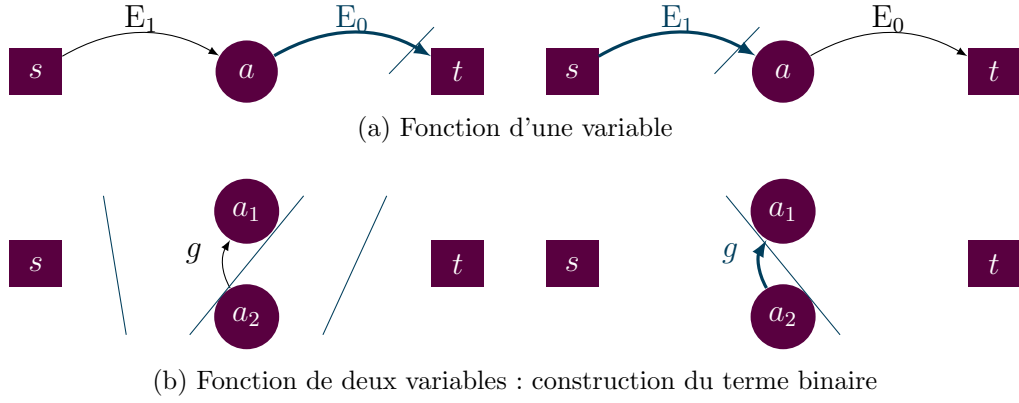 E₁ E₀ E₁ E₀
s a t s a t
(a) Fonction d'une variable
a₁ a₁
s g t s g t
a₂ a₂
(b) Fonction de deux variables : construction du terme binaire